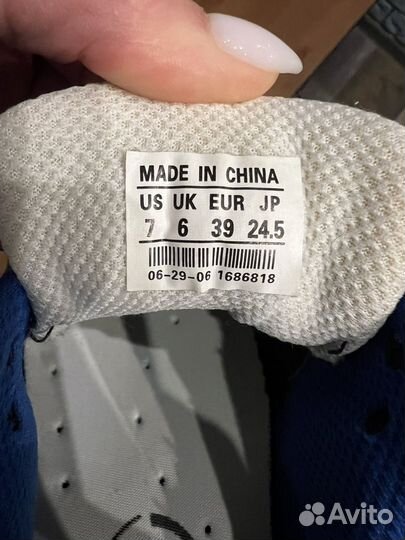 MADE IN CHINA
US UK EUR JP
7 6 39 24.5
06-29-06 1686818
Avito